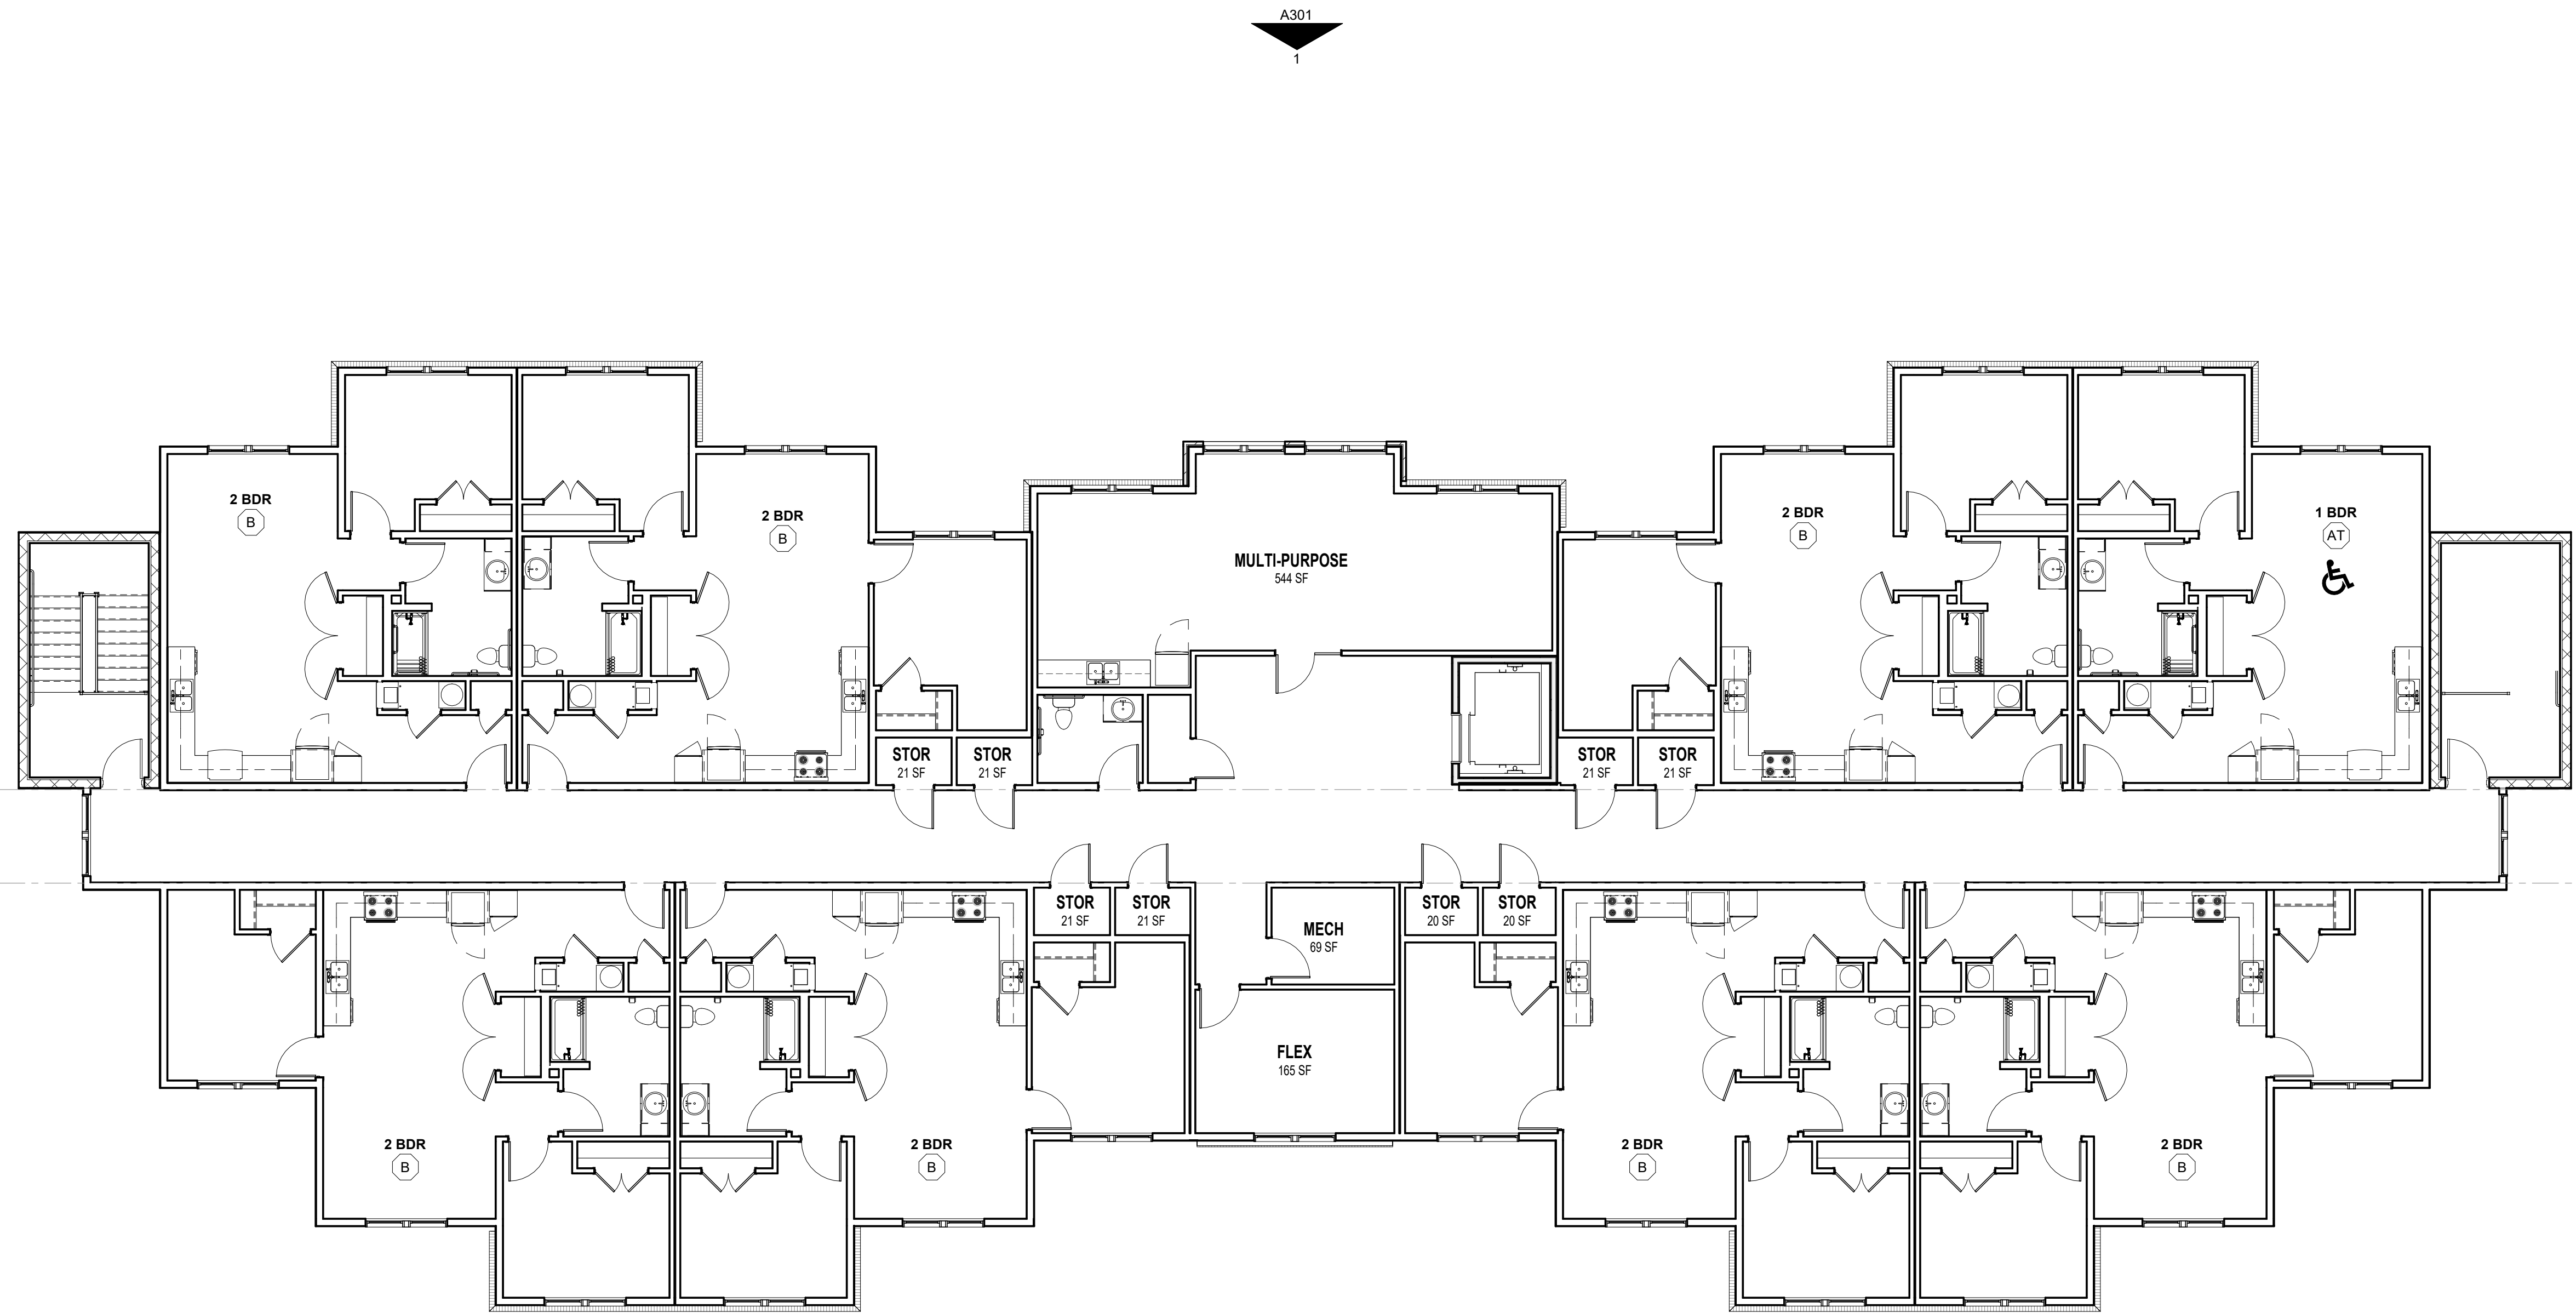 A301
1
2 BDR
B
2 BDR
B
MULTI-PURPOSE
544 SF
2 BDR
B
1 BDR
AT
STOR
21 SF
STOR
21 SF
STOR
21 SF
STOR
21 SF
STOR
21 SF
STOR
21 SF
MECH
69 SF
STOR
20 SF
STOR
20 SF
FLEX
165 SF
2 BDR
B
2 BDR
B
2 BDR
B
2 BDR
B